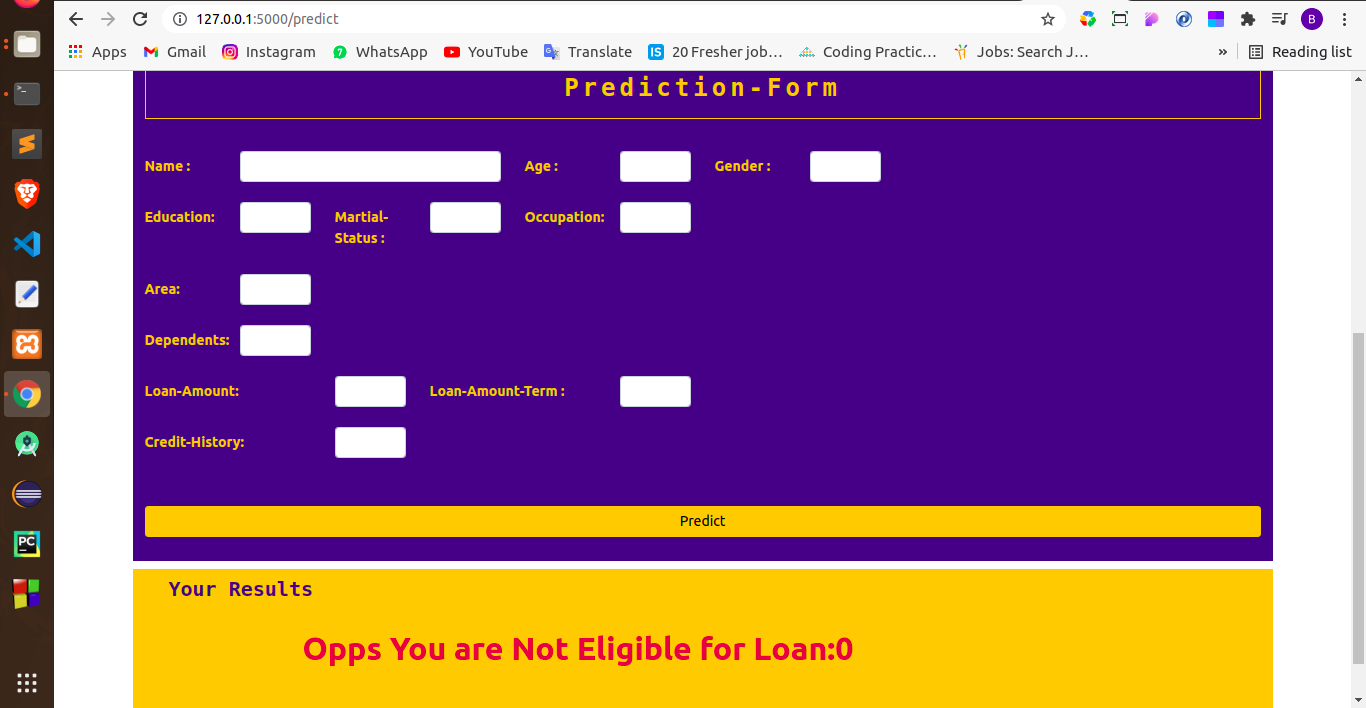 127.0.0.1:5000/predict
B
Apps Gmail Instagram WhatsApp YouTube Translate 20 Fresher job... Coding Practic... Jobs: Search J... » Reading list
Prediction-Form
Name : Age : Gender :
Education: Martial-Status : Occupation:
Area:
Dependents:
Loan-Amount: Loan-Amount-Term :
Credit-History:
Predict
Your Results
Opps You are Not Eligible for Loan:0